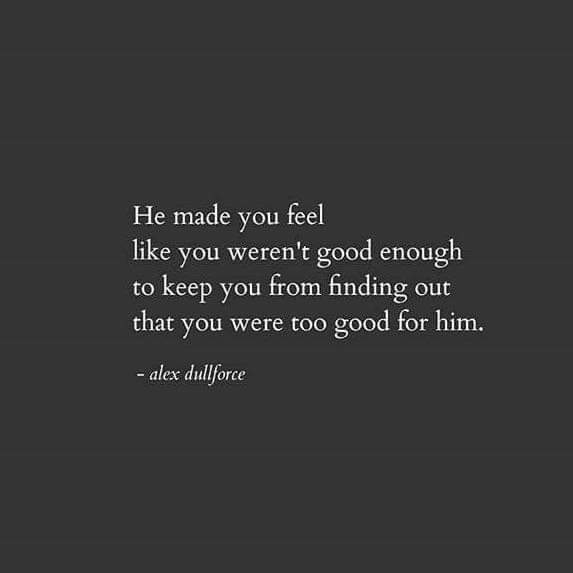 He made you feel
like you weren't good enough
to keep you from finding out
that you were too good for him.
- alex dullforce